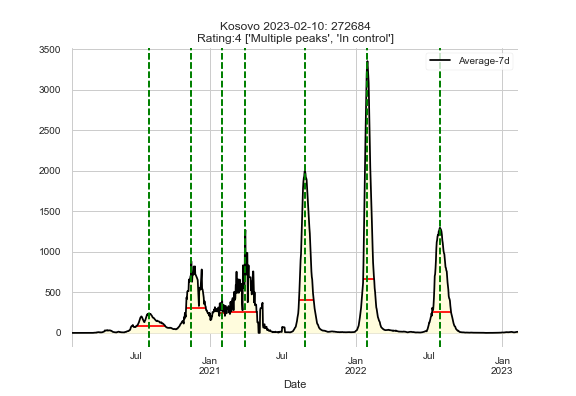 Kosovo 2023-02-10: 272684
Rating:4 ['Multiple peaks', 'In control']
Average-7d
3500
3000
2500
2000
1500
1000
500
0
Jul
Jan
2021
Jul
Jan
2022
Jul
Jan
2023
Date